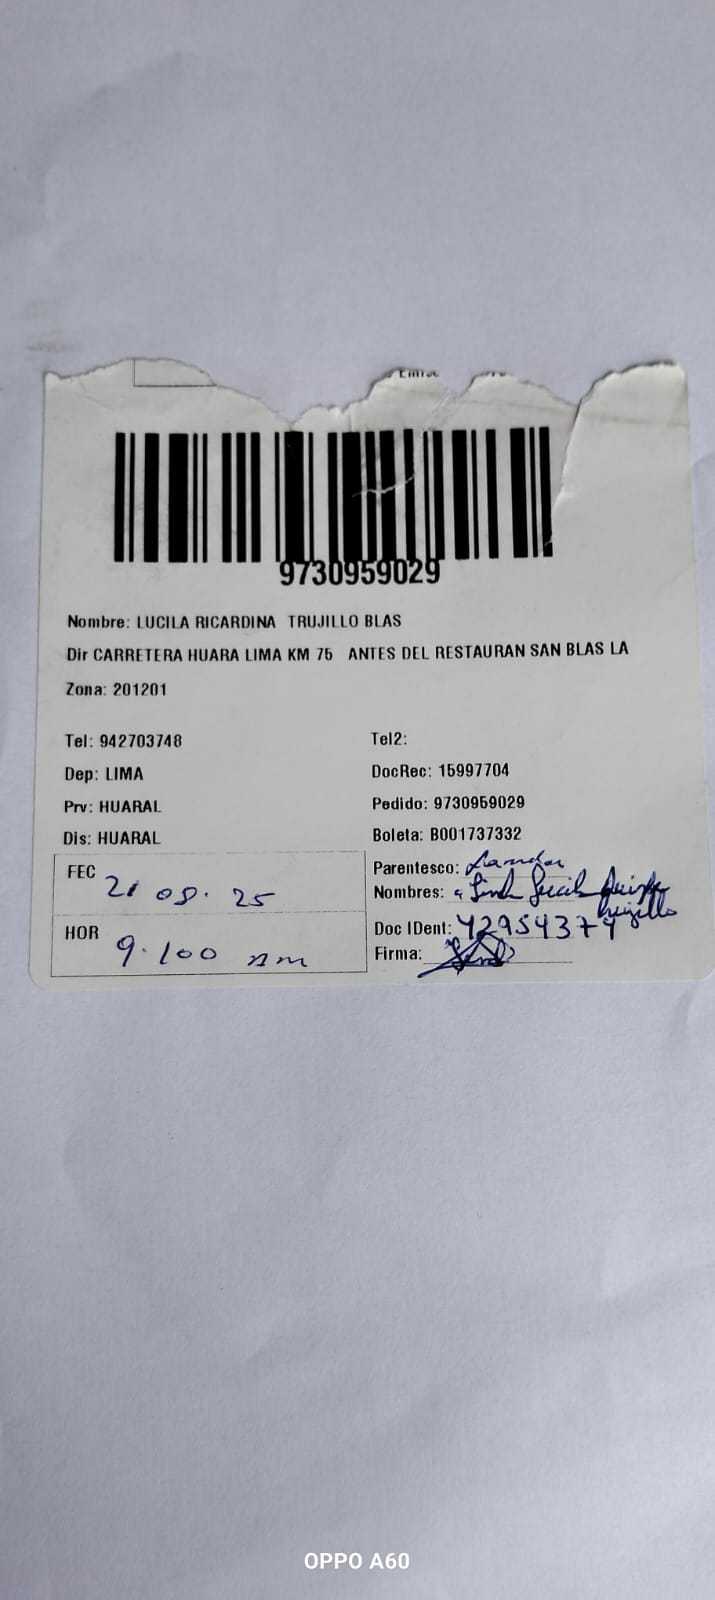 9730959029
Nombre: LUCILA RICARDINA TRUJILLO BLAS
Dir CARRETERA HUARA LIMA KM 75 ANTES DEL RESTAURAN SAN BLAS LA
Zona: 201201
Tel: 942703748 Tel2:
Dep: LIMA DocRec: 15997704
Prv: HUARAL Pedido: 9730959029
Dis: HUARAL Boleta: B001737332
FEC 21 08. 25 Parentesco:
Nombres: Trujillo
HOR 9.100 am Doc IDent: 42954374
Firma:
OPPO A60